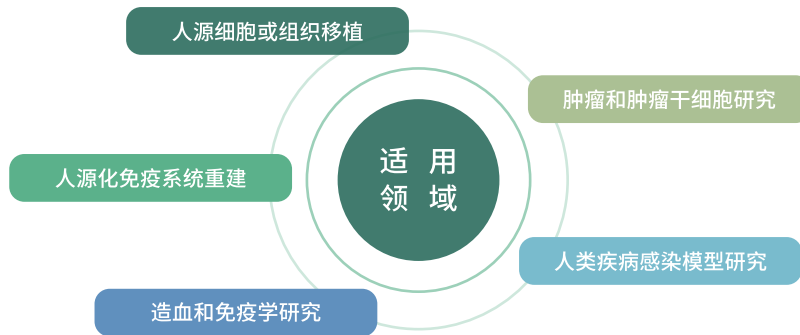 人源细胞或组织移植
肿瘤和肿瘤干细胞研究
适用
领域
人源化免疫系统重建
人类疾病感染模型研究
造血和免疫学研究